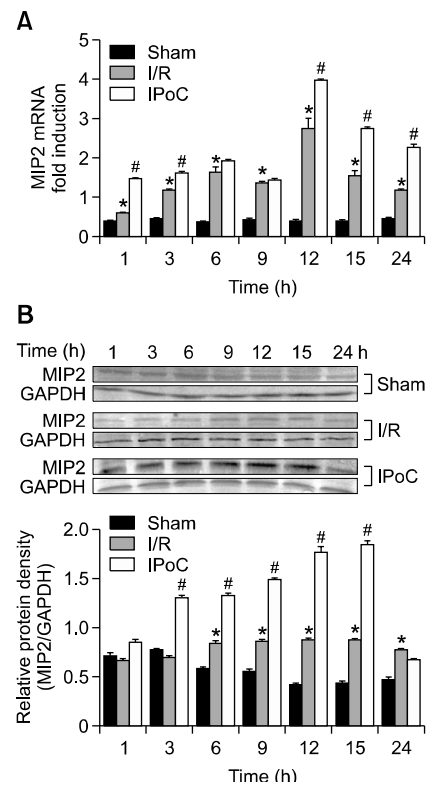 A
Sham
I/R
IPoC
MIP2 mRNA
fold induction
5
4
3
2
1
0
* # * # * * * # * # * #
1 3 6 9 12 15 24
Time (h)
B
Time (h) 1 3 6 9 12 15 24 h
MIP2
GAPDH
Sham
MIP2
GAPDH
I/R
MIP2
GAPDH
IPoC
Sham
I/R
IPoC
Relative protein density
(MIP2/GAPDH)
2.0
1.5
1.0
0.5
0
# * # * # * # * # *
1 3 6 9 12 15 24
Time (h)